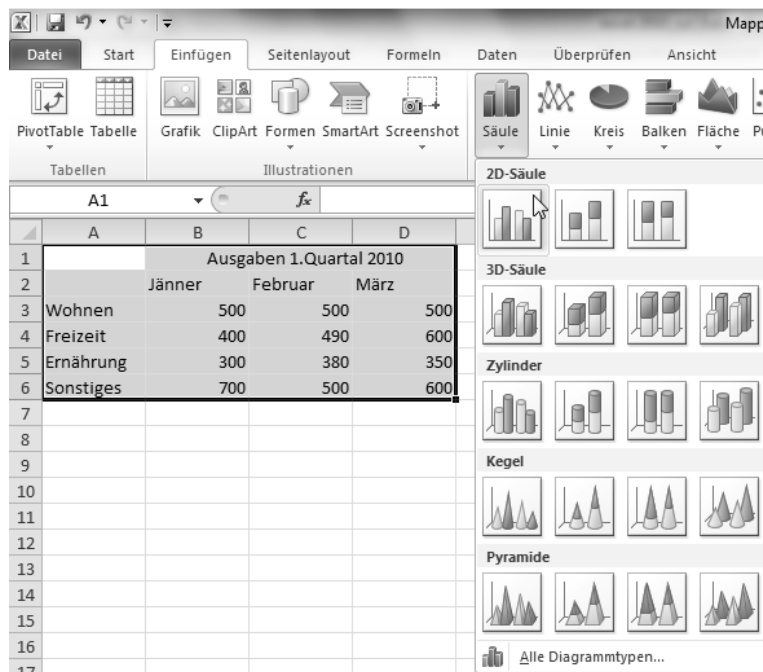 Mapp
Datei Start Einfügen Seitenlayout Formeln Daten Überprüfen Ansicht
PivotTable Tabelle Grafik ClipArt Formen SmartArt Screenshot Säule Linie Kreis Balken Fläche Pu
Tabellen Illustrationen
2D-Säule
A1 fx
A B C D
1 Ausgaben 1.Quartal 2010
2 Jänner Februar März
3D-Säule
3 Wohnen 500 500 500
4 Freizeit 400 490 600
5 Ernährung 300 380 350
Zylinder
6 Sonstiges 700 500 600
7
8
9
Kegel
10
11
12
13
Pyramide
14
15
16
Alle Diagrammtypen...
17